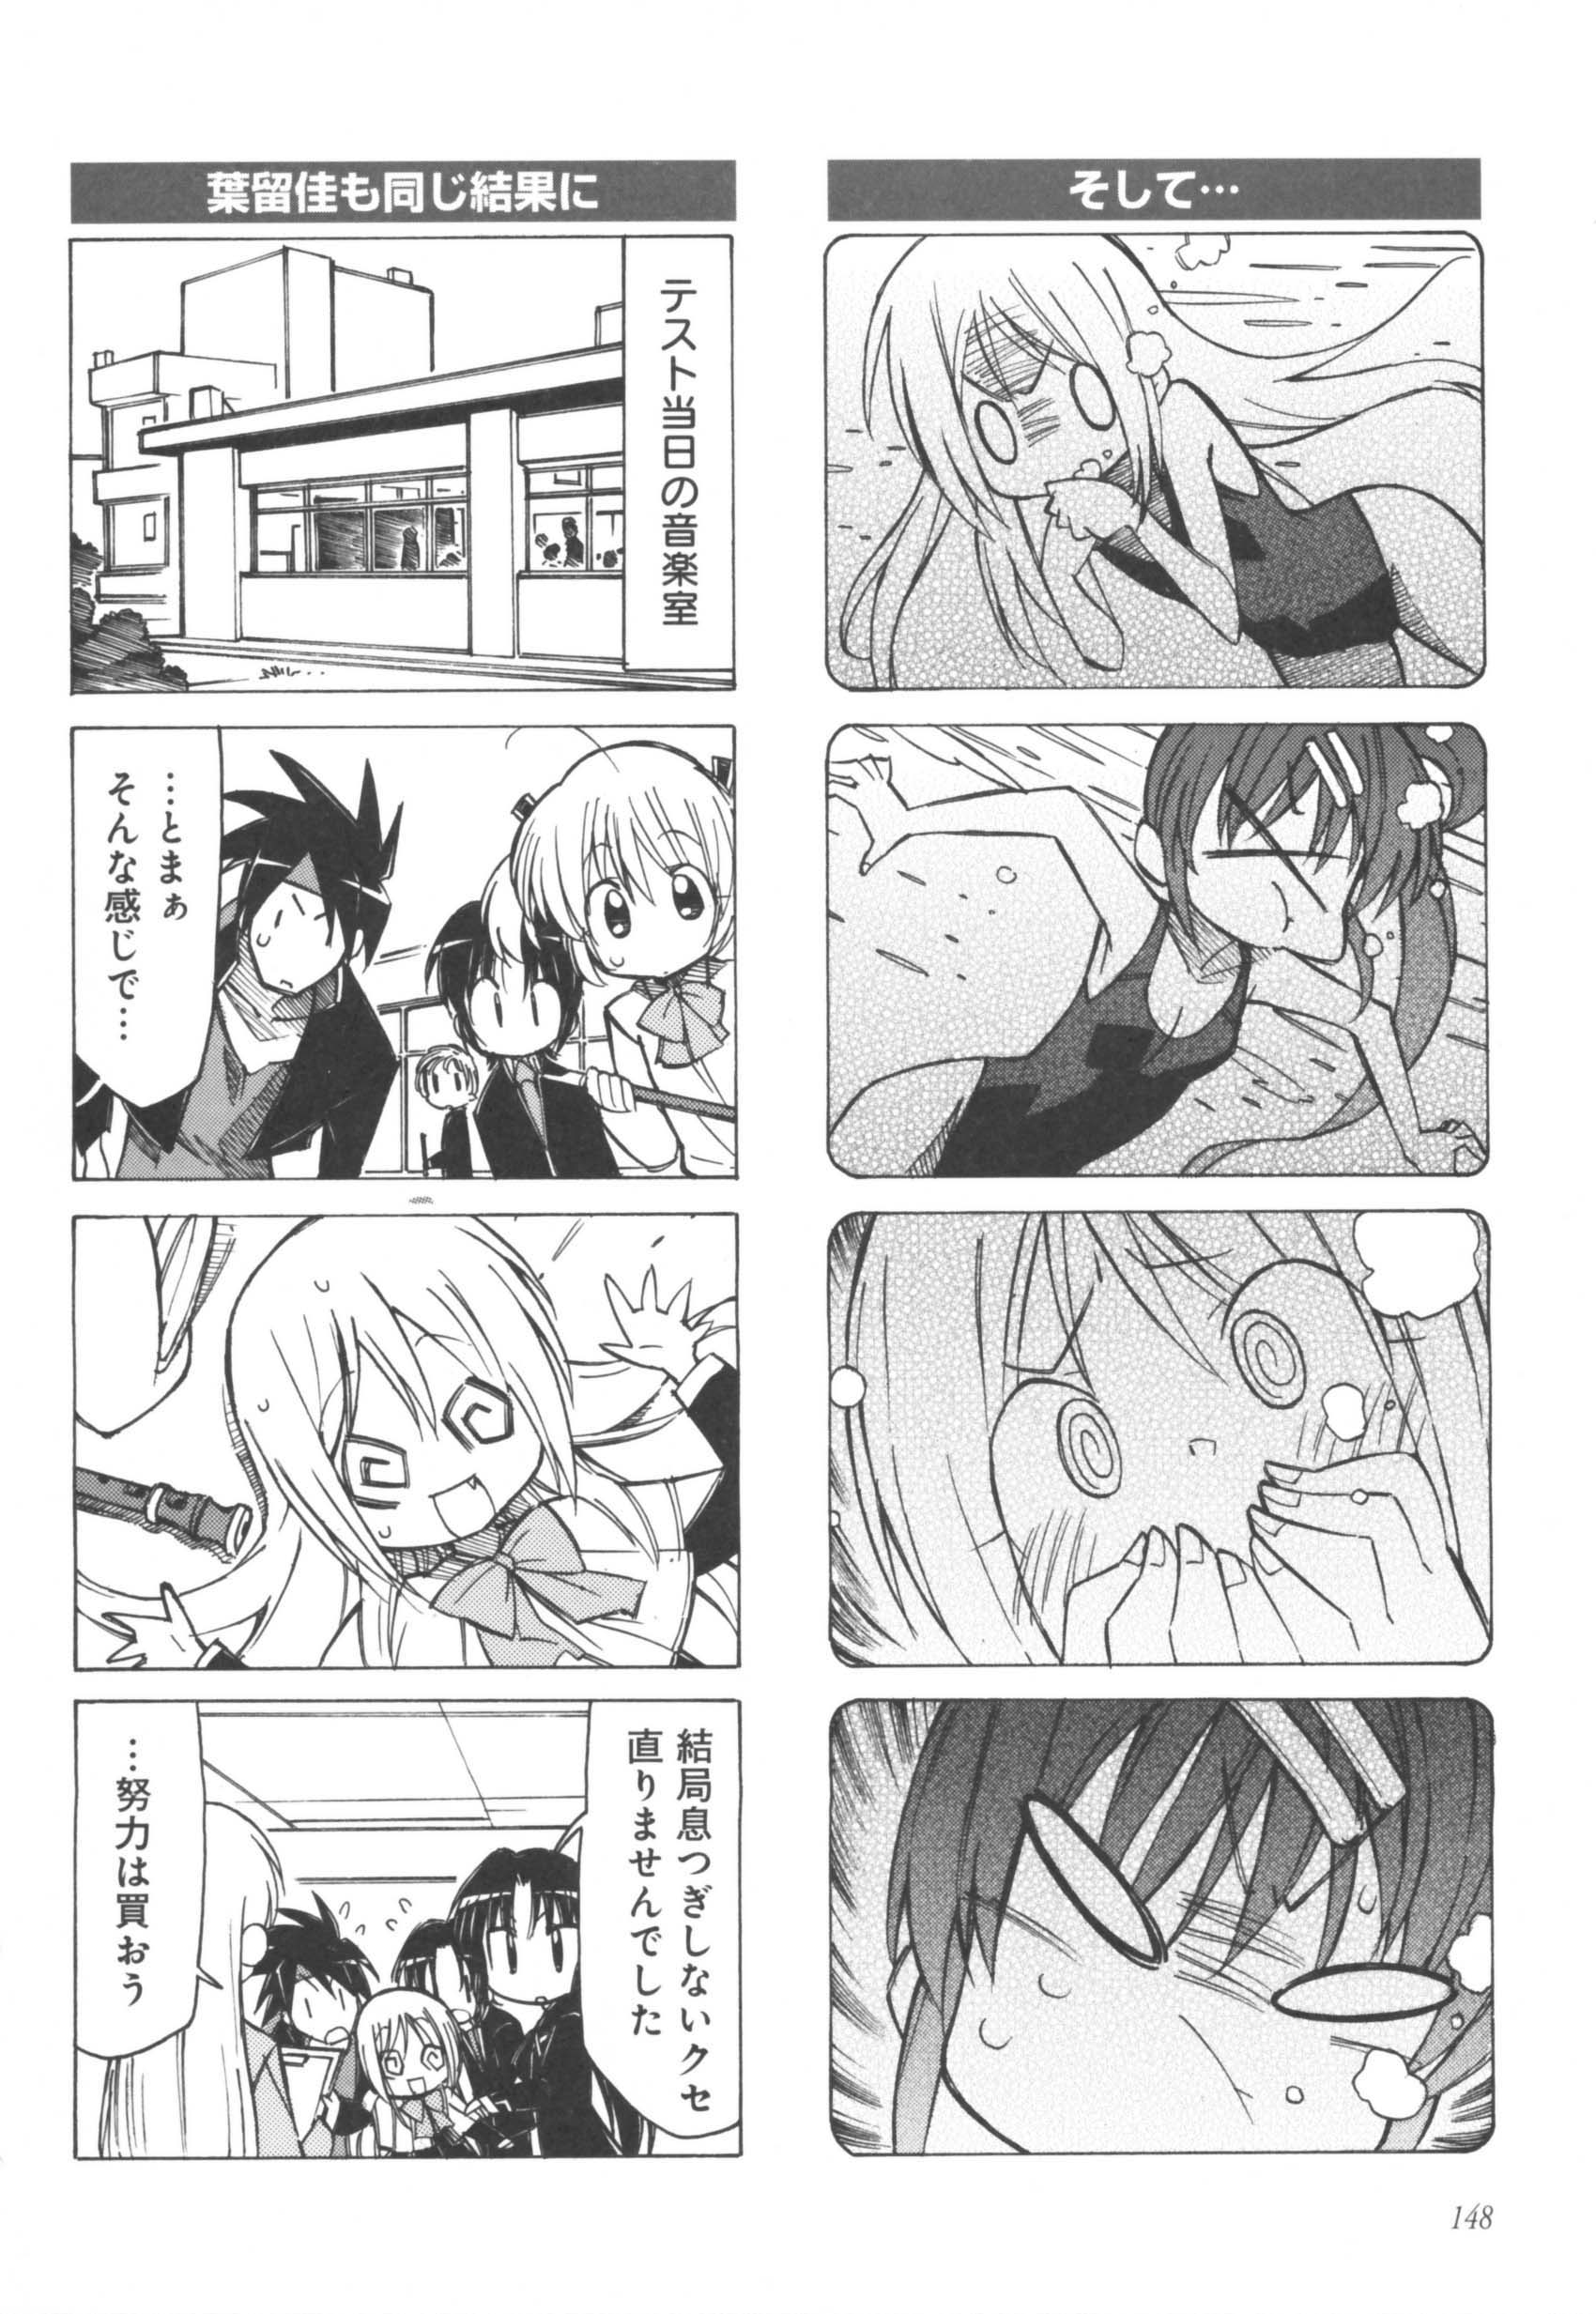 そして…
葉留佳も同じ結果に
テスト当日の音楽室
…とまぁ
そんな感じで…
結局息つぎしないクセ
直りませんでした
…努力は買おう
148